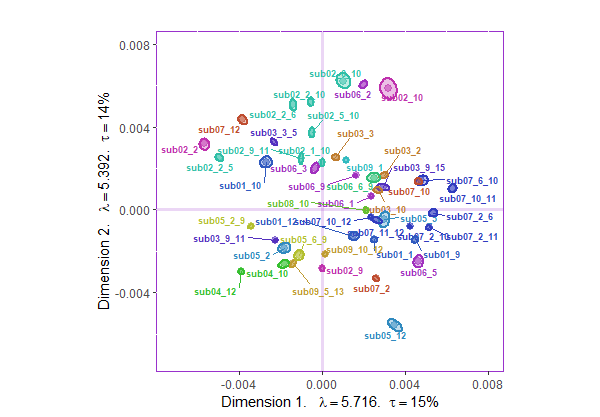 0.008
sub02_9_10
sub02_2_10
sub06_2
sub02_10
sub02_2_6
sub02_5_10
0.004
sub07_12
sub03_3_5
sub03_3
sub02_2
sub02_9_11
sub02_1_10
sub03_2
sub02_2_5
sub06_3
sub09_1
sub03_9_15
sub07_6_10
sub01_10
sub06_9
sub06_6_9
sub07_10
sub07_10_11
sub08_10
sub06_1
sub03_10
0.000
sub05_2_9
sub01_12
sub07_10_12
sub05_5
sub07_2_6
sub03_9_11
sub05_6_9
sub07_11_12
sub07_2_10
sub07_2_11
sub05_2
sub09_10_12
sub01_1
sub01_9
sub04_10
sub02_9
sub06_5
-0.004
sub04_12
sub09_5_13
sub07_2
sub05_12
-0.004
0.000
0.004
0.008
Dimension 1. λ = 5.716. τ = 15%
Dimension 2. λ = 5.392. τ = 14%